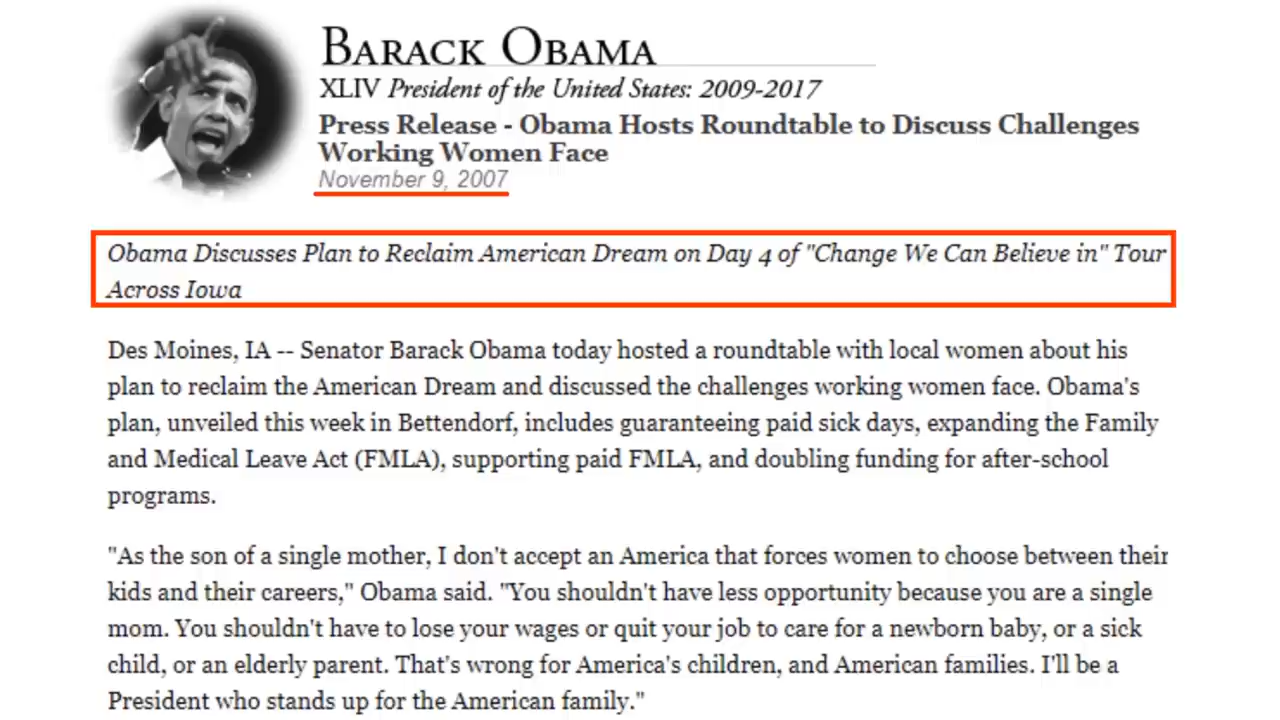 BARACK OBAMA
XLIV President of the United States: 2009-2017
Press Release - Obama Hosts Roundtable to Discuss Challenges
Working Women Face
November 9, 2007
Obama Discusses Plan to Reclaim American Dream on Day 4 of "Change We Can Believe in" Tour
Across Iowa
Des Moines, IA -- Senator Barack Obama today hosted a roundtable with local women about his
plan to reclaim the American Dream and discussed the challenges working women face. Obama's
plan, unveiled this week in Bettendorf, includes guaranteeing paid sick days, expanding the Family
and Medical Leave Act (FMLA), supporting paid FMLA, and doubling funding for after-school
programs.
"As the son of a single mother, I don't accept an America that forces women to choose between their
kids and their careers," Obama said. "You shouldn't have less opportunity because you are a single
mom. You shouldn't have to lose your wages or quit your job to care for a newborn baby, or a sick
child, or an elderly parent. That's wrong for America's children, and American families. I'll be a
President who stands up for the American family."